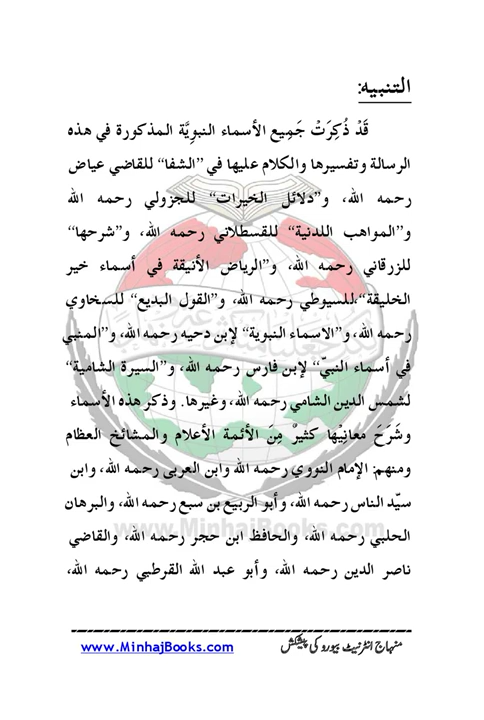 التنبيه:
قَدْ ذُكِرَتْ جَمِيع الأسماء النبوِيَّة المذكورة في هذه
الرسالة وتفسيرها والكلام عليها في ”الشفا“ للقاضي عياض
رحمه الله، و”دلائل الخيرات“ للجزولي رحمه الله
و”المواهب اللدنية“ للقسطلاني رحمه الله، و”شرحها“
للزرقاني رحمه الله، و”الرياض الأنيقة في أسماء خير
الخليقة“،للسيوطي رحمه الله، و”القول البديع“ للسخاوي
رحمه الله، و”الاسماء النبوية“ لإبن دحيه رحمه الله، و”المنبي
في أسماء النبيّ“ لإبن فارس رحمه الله، و”السيرة الشامية“
لشمس الدين الشامي رحمه الله، وغيرها. وذكر هذه الأسماء
وشَرَحَ معانِيْها كثيرٌ مِنَ الأئمة الأعلام والمشائخ العظام
ومنهم: الإمام النووي رحمه الله وابن العربى رحمه الله، وابن
سيّد الناس رحمه الله، وأبو الربيع بن سبع رحمه الله، والبرهان
www.MinhajBooks.com
الحلبي رحمه الله، والحافظ ابن حجر رحمه الله، والقاضي
ناصر الدين رحمه الله، وأبو عبد الله القرطبي رحمه الله،
منہاج انٹرنیٹ بیورو کی پیشکش www.MinhajBooks.com